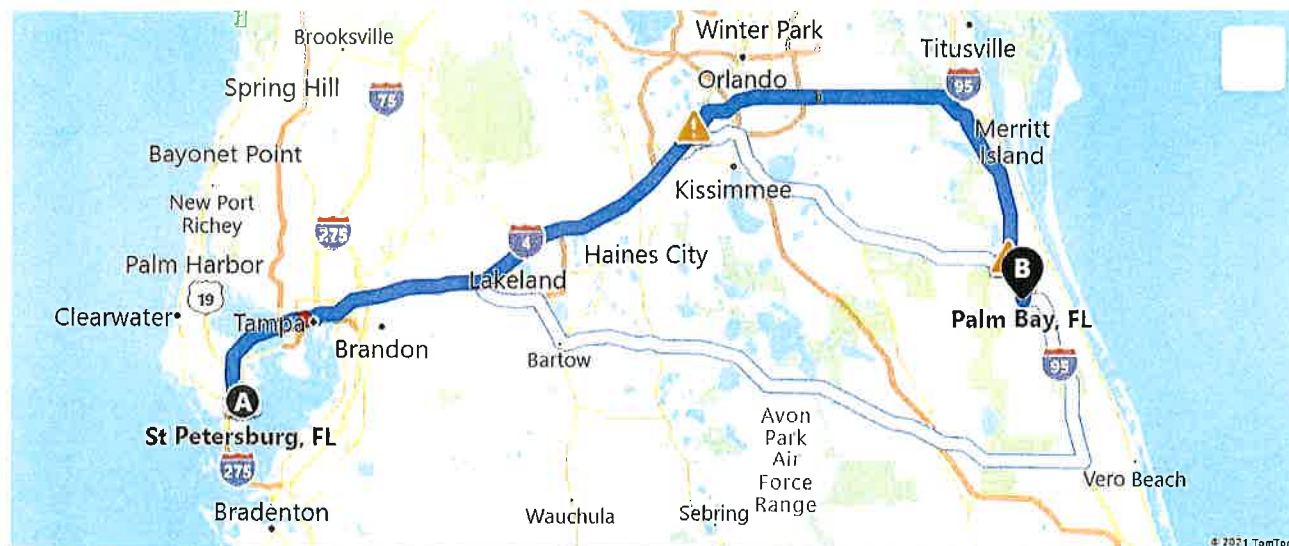 Brooksville
Winter Park
Titusville
Spring Hill
75
Orlando
95
Merritt
Island
Bayonet Point
Kissimmee
New Port
Richey
275
4
Haines City
Palm Harbor
19
Lakeland
B
Clearwater
Tampa
Palm Bay, FL
Brandon
Bartow
95
A
St Petersburg, FL
Avon
Park
Air
Force
Range
275
Vero Beach
Bradenton
Wauchula
Sebring
© 2021 TomTom